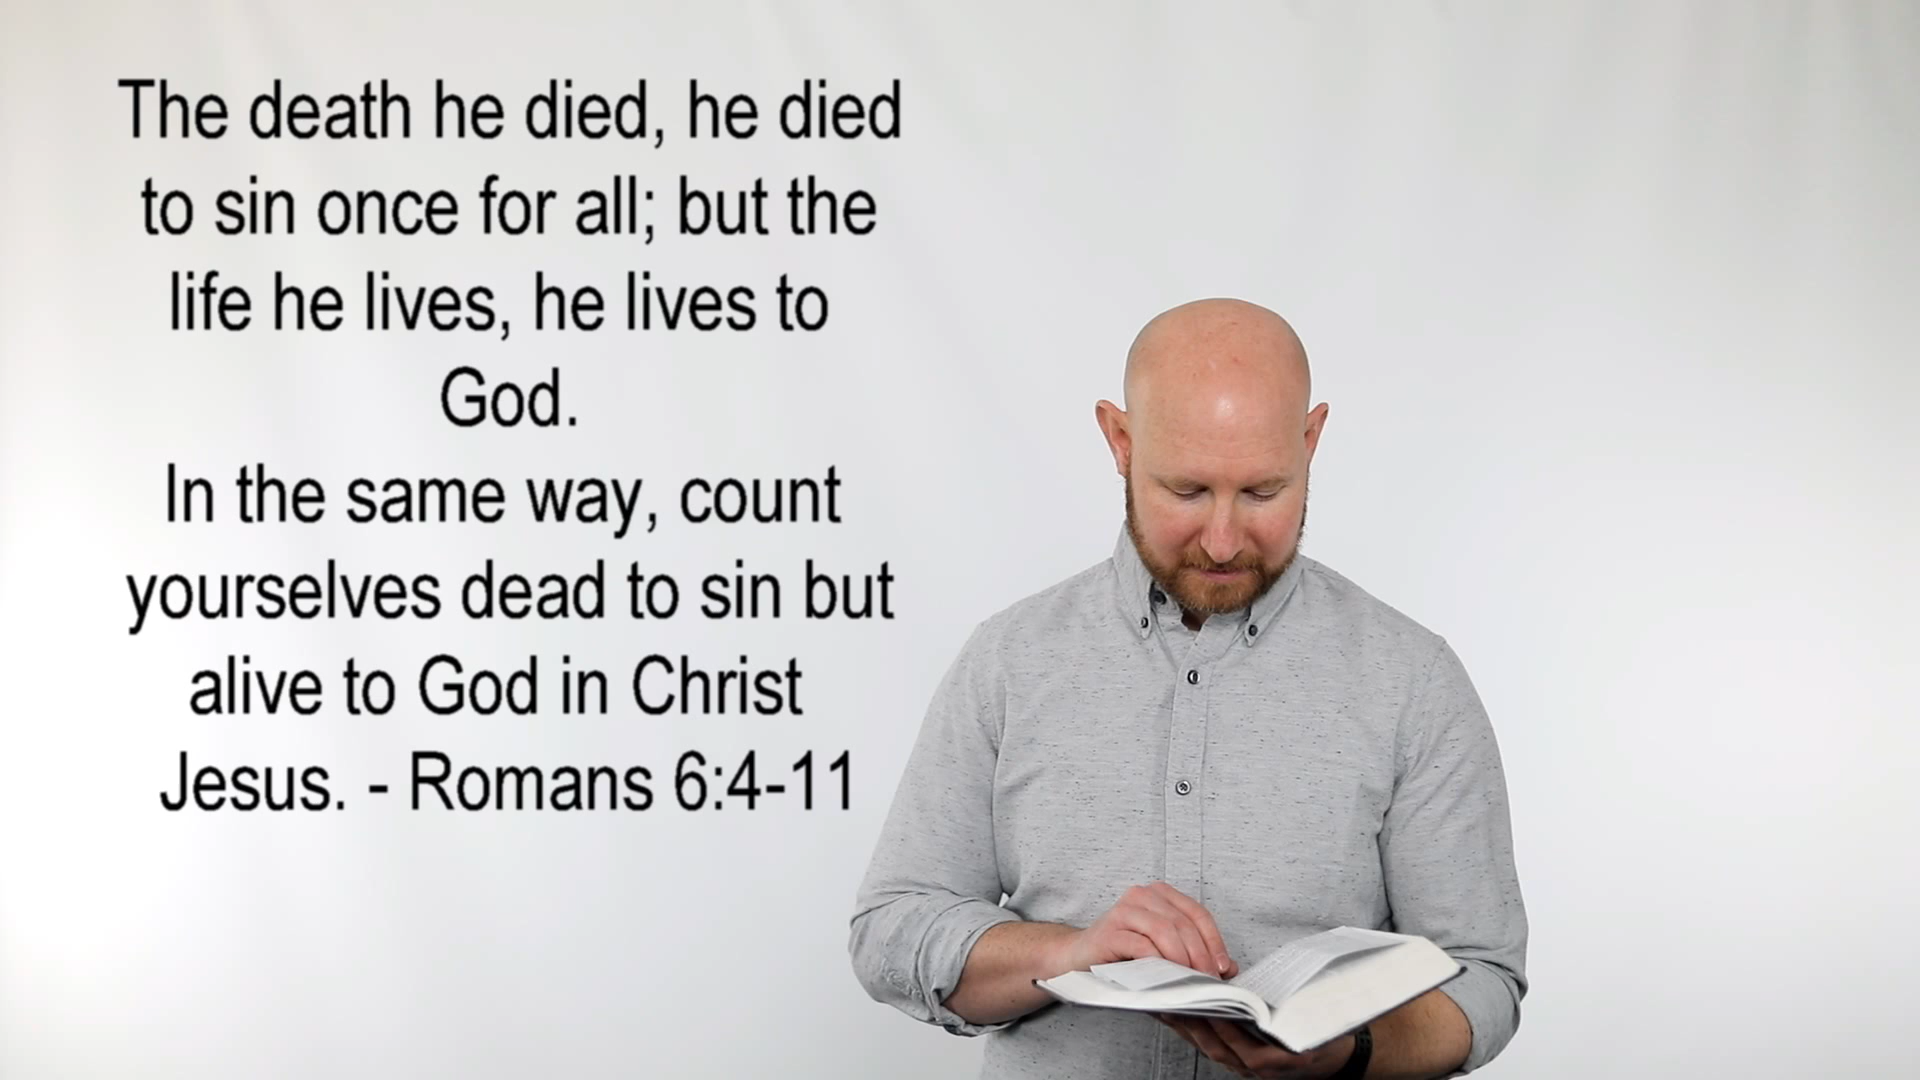 The death he died, he died
to sin once for all; but the
life he lives, he lives to
God.
In the same way, count
yourselves dead to sin but
alive to God in Christ
Jesus. - Romans 6:4-11